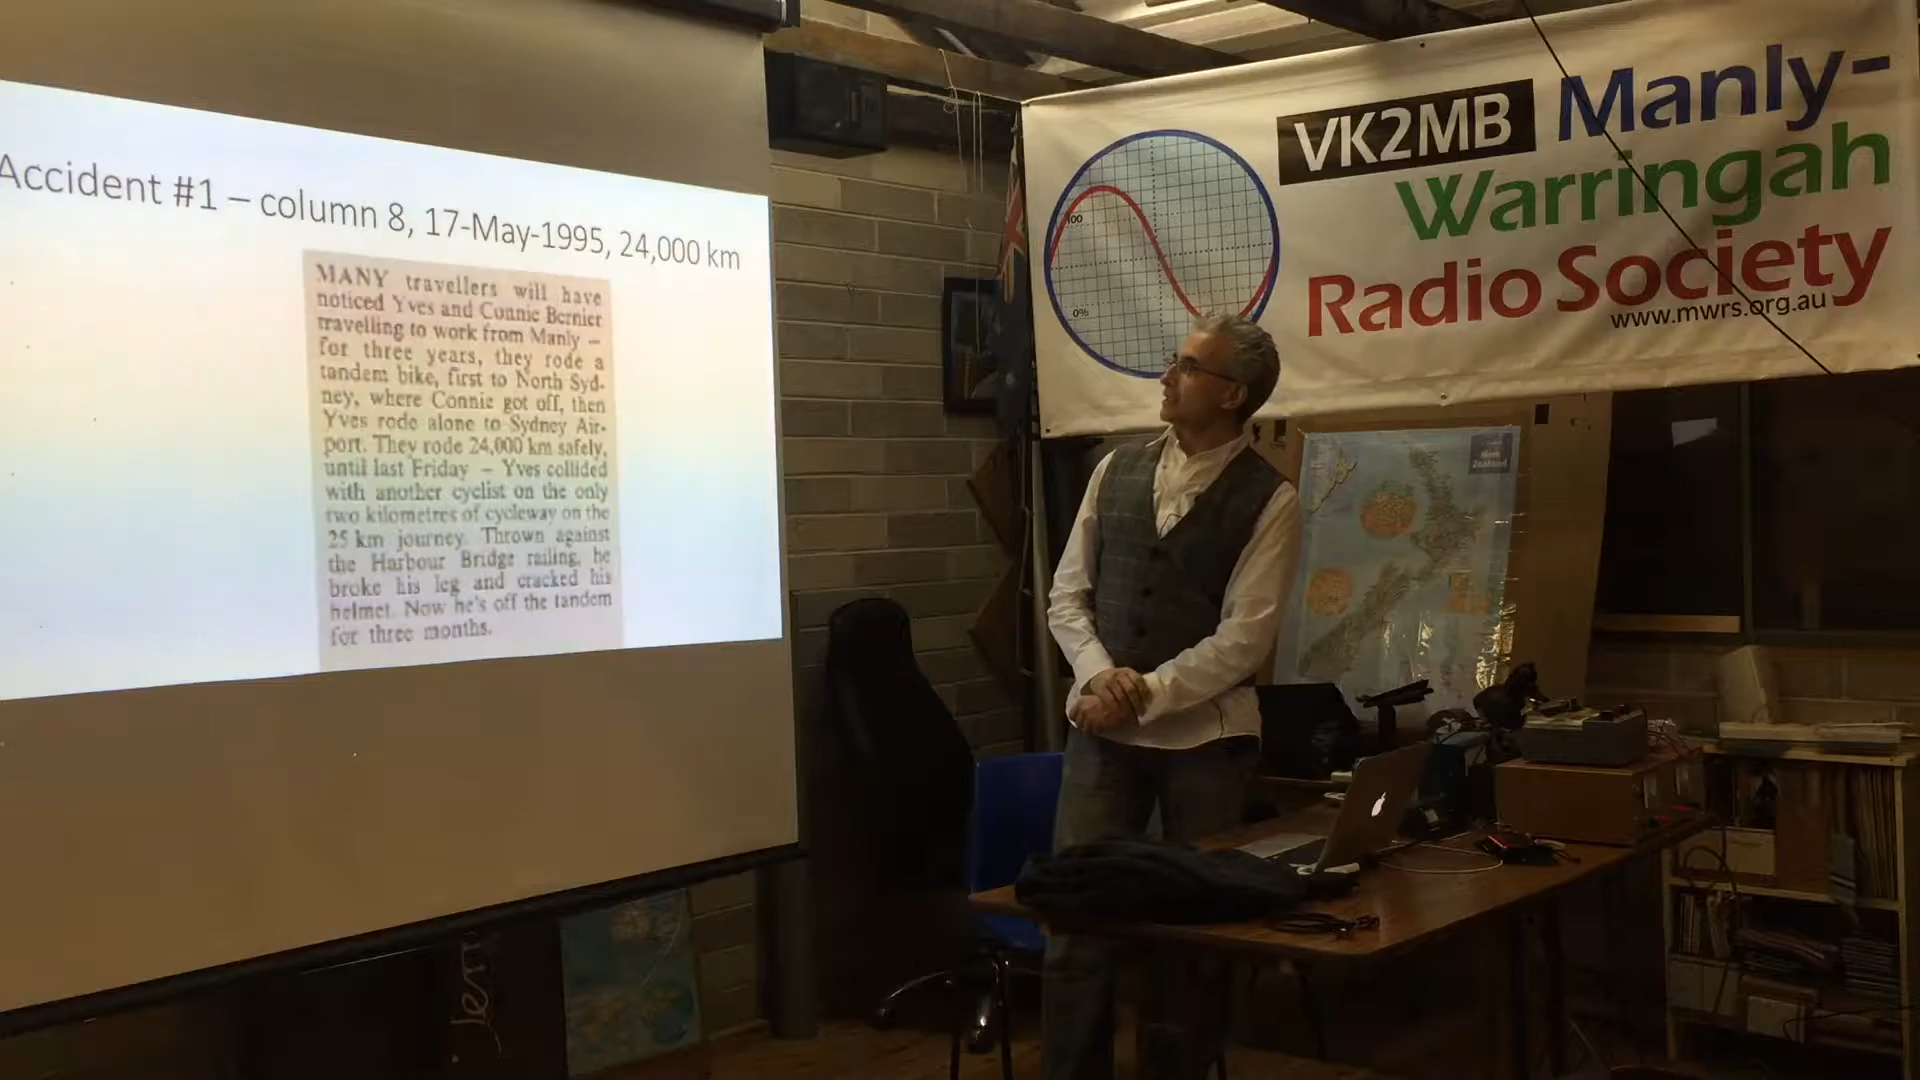 Accident #1 – column 8, 17-May-1995, 24,000 km
MANY travellers will have
noticed Yves and Connie Bernier
travelling to work from Manly –
for three years, they rode a
tandem bike, first to North Syd-
ney, where Connie got off, then
Yves rode alone to Sydney Air-
port. They rode 24,000 km safely,
until last Friday – Yves collided
with another cyclist on the only
two kilometres of cycleway on the
25 km journey. Thrown against
the Harbour Bridge railing, he
broke his leg and cracked his
helmet. Now he's off the tandem
for three months.
VK2MB Manly-
Warringah
Radio Society
www.mwrs.org.au
100
0%
New
Zealand